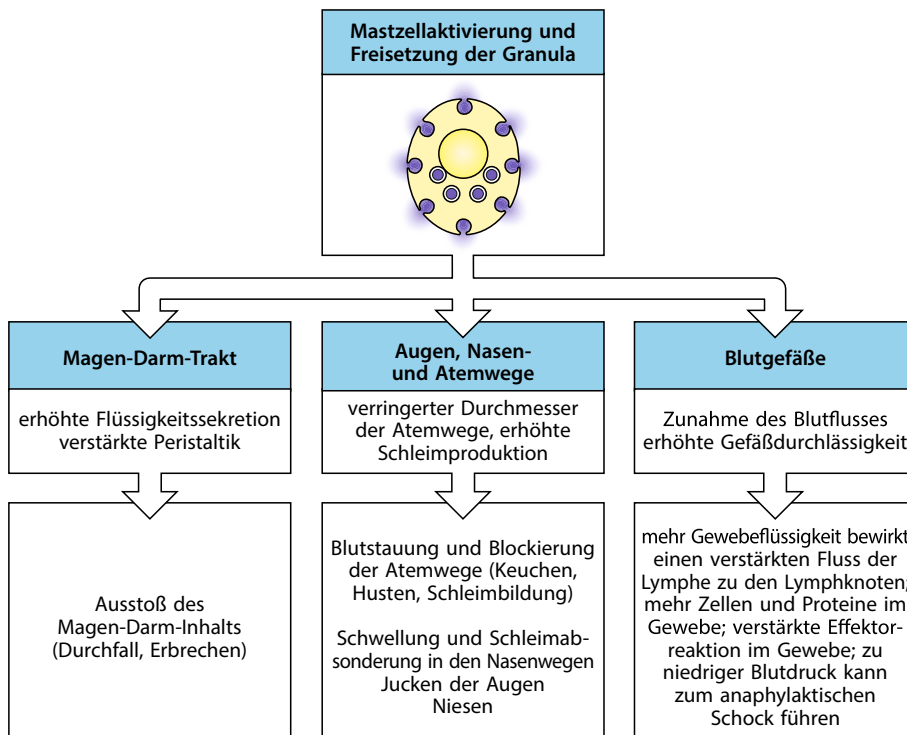 Mastzellaktivierung und
Freisetzung der Granula
Magen-Darm-Trakt
erhöhte Flüssigkeitssekretion
verstärkte Peristaltik
Ausstoß des
Magen-Darm-Inhalts
(Durchfall, Erbrechen)
Augen, Nasen-
und Atemwege
verringerter Durchmesser
der Atemwege, erhöhte
Schleimproduktion
Blutstauung und Blockierung
der Atemwege (Keuchen,
Husten, Schleimbildung)
Schwellung und Schleimab-
sonderung in den Nasenwegen
Jucken der Augen
Niesen
Blutgefäße
Zunahme des Blutflusses
erhöhte Gefäßdurchlässigkeit
mehr Gewebeflüssigkeit bewirkt
einen verstärkten Fluss der
Lymphe zu den Lymphknoten;
mehr Zellen und Proteine im
Gewebe; verstärkte Effektor-
reaktion im Gewebe; zu
niedriger Blutdruck kann
zum anaphylaktischen
Schock führen